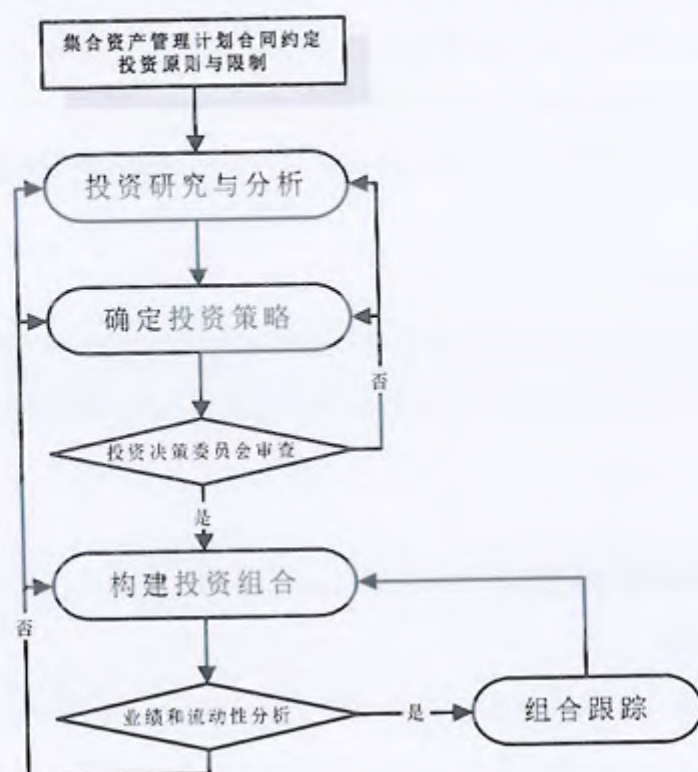 集合资产管理计划合同约定
投资原则与限制
投资研究与分析
确定投资策略
否
投资决策委员会审查
是
构建投资组合
否
业绩和流动性分析
是
组合跟踪